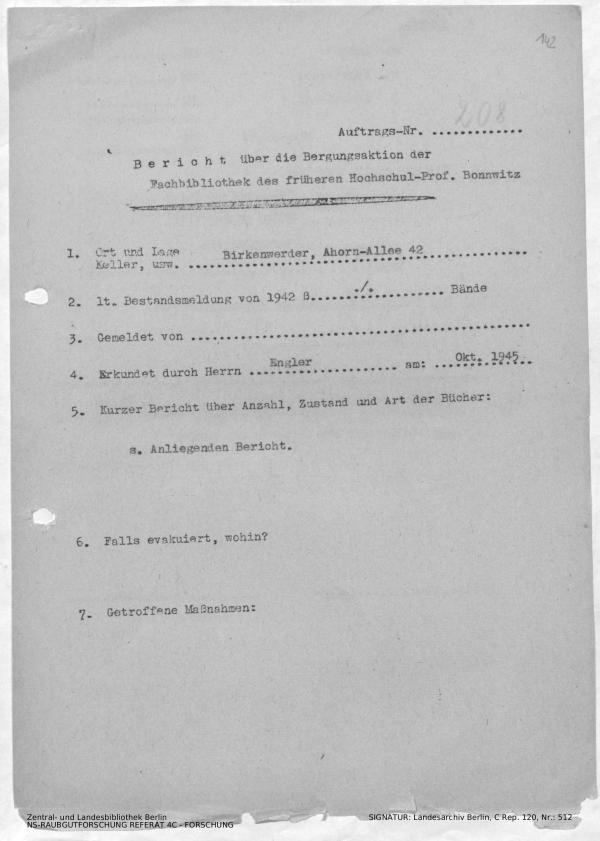 142
208
Auftrags-Nr. .............
B e r i c h t über die Bergungsaktion der
Fachbibliothek des früheren Hochschul-Prof. Bonnwitz
1. Ort und Lage Birkenwerder, Ahorn-Allee 42
Keller, usw. ..................................................
2. lt. Bestandsmeldung von 1942 ß........./.......... Bände
3. Gemeldet von ..................................................
4. Erkundet durch Herrn Engler am: Okt. 1945
5. Kurzer Bericht über Anzahl, Zustand und Art der Bücher:
s. Anliegenden Bericht.
6. Falls evakuiert, wohin?
7. Getroffene Maßnahmen:
Zentral- und Landesbibliothek Berlin
NS-RAUBGUTFORSCHUNG REFERAT 4C - FORSCHUNG
SIGNATUR: Landesarchiv Berlin, C Rep. 120, Nr.: 512